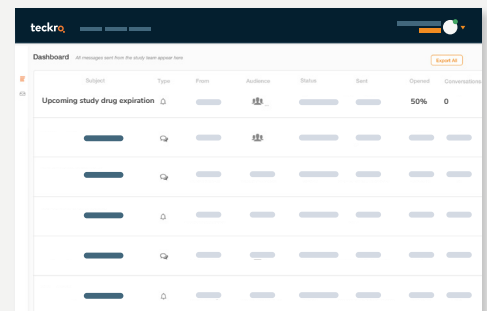 teckro
Dashboard All messages sent from the study team appear here
Export All
Subject Type From Audience Status Sent Opened Conversations
Upcoming study drug expiration 50% 0